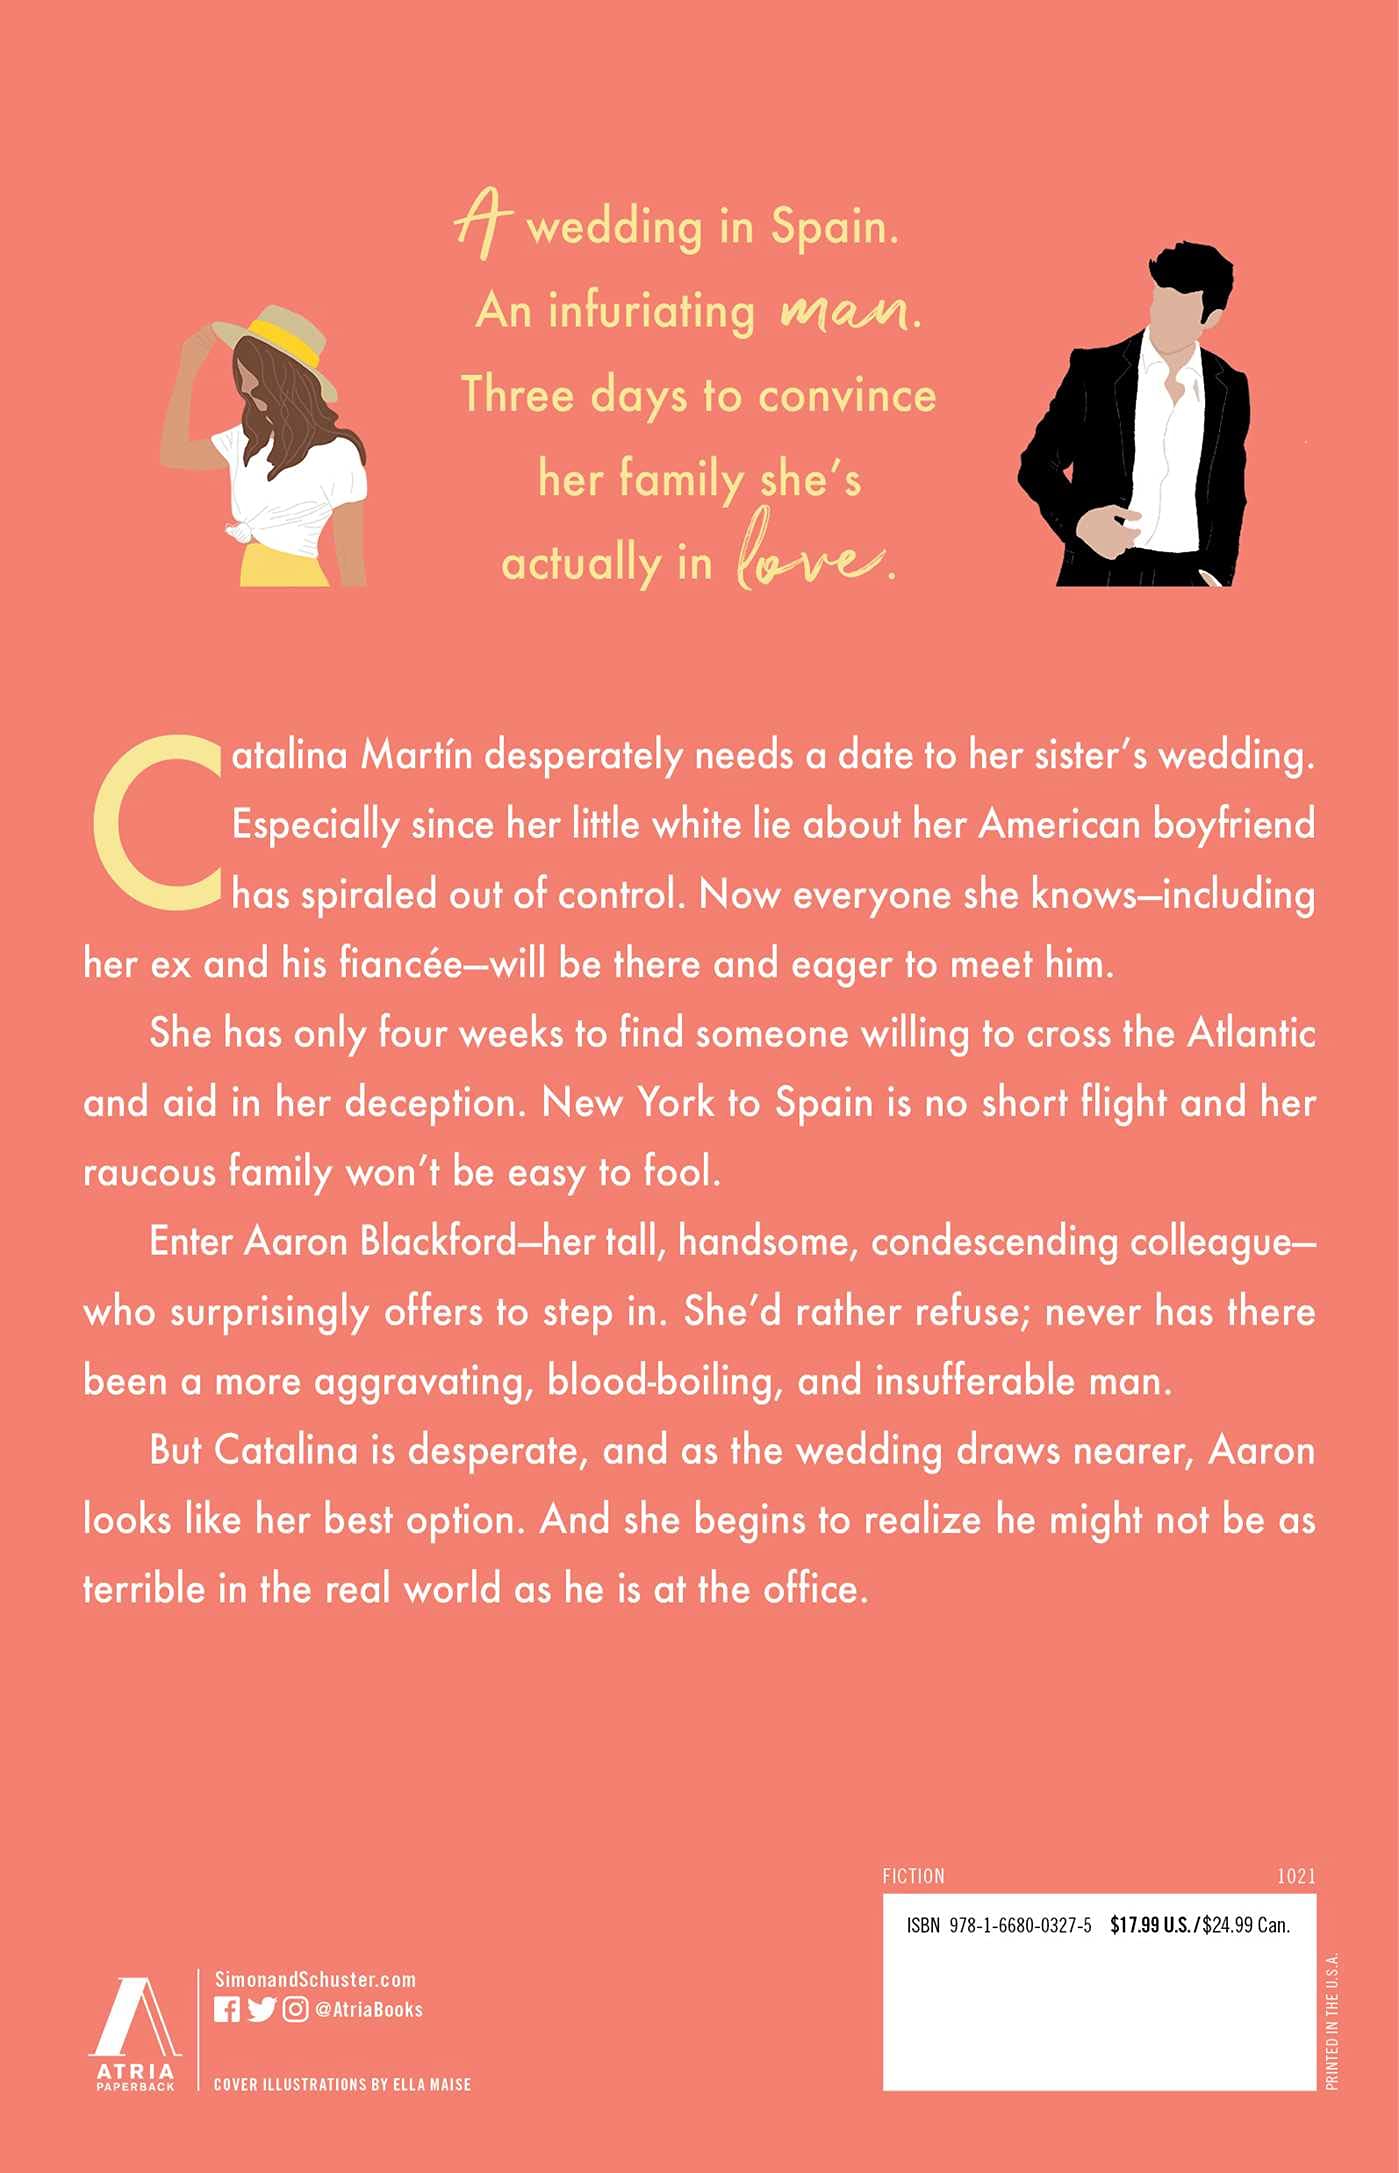 A wedding in Spain.
An infuriating man.
Three days to convince
her family she’s
actually in love.
Catalina Martín desperately needs a date to her sister’s wedding.
Especially since her little white lie about her American boyfriend
has spiraled out of control. Now everyone she knows—including
her ex and his fiancée—will be there and eager to meet him.
She has only four weeks to find someone willing to cross the Atlantic
and aid in her deception. New York to Spain is no short flight and her
raucous family won’t be easy to fool.
Enter Aaron Blackford—her tall, handsome, condescending colleague—
who surprisingly offers to step in. She’d rather refuse; never has there
been a more aggravating, blood-boiling, and insufferable man.
But Catalina is desperate, and as the wedding draws nearer, Aaron
looks like her best option. And she begins to realize he might not be as
terrible in the real world as he is at the office.
FICTION 1021
ISBN 978-1-6680-0327-5 $17.99 U.S./$24.99 Can.
PRINTED IN THE U.S.A.
SimonandSchuster.com
@AtriaBooks
ATRIA
PAPERBACK
COVER ILLUSTRATIONS BY ELLA MAISE